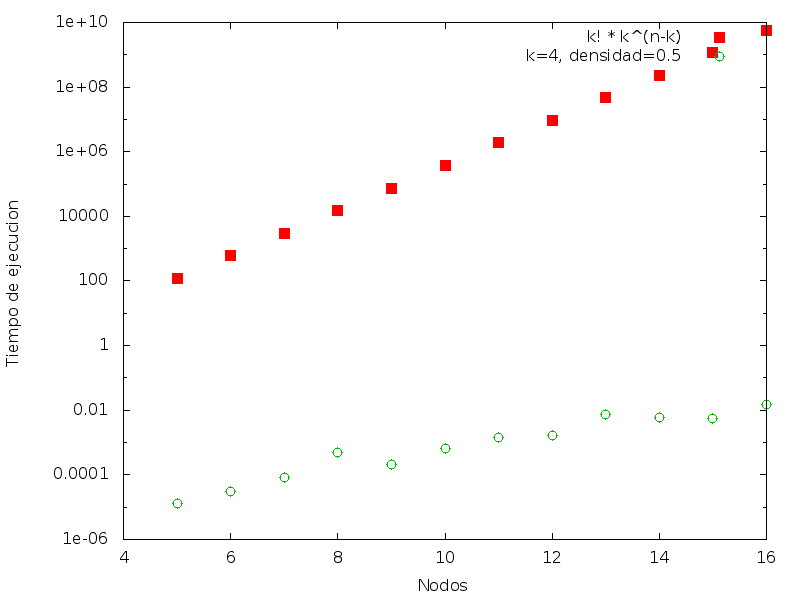 1e+10
1e+08
1e+06
10000
100
1
0.01
0.0001
1e-06
4 6 8 10 12 14 16
Nodos
Tiempo de ejecucion
k! * k^(n-k)
k=4, densidad=0.5